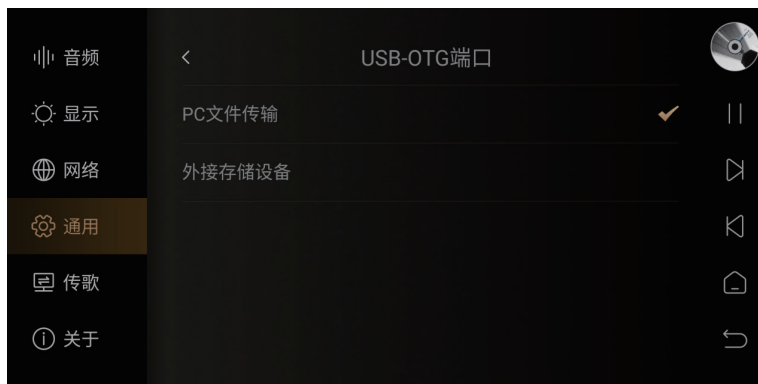 音频
显示
网络
通用
传歌
关于
USB-OTG端口
PC文件传输
外接存储设备